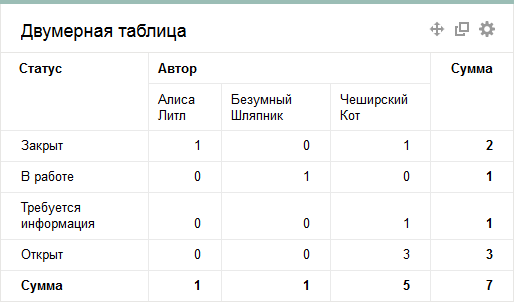 Двумерная таблица
Статус Автор Сумма
Алиса Литл Безумный Шляпник Чеширский Кот
Закрыт 1 0 1 2
В работе 0 1 0 1
Требуется информация 0 0 1 1
Открыт 0 0 3 3
Сумма 1 1 5 7